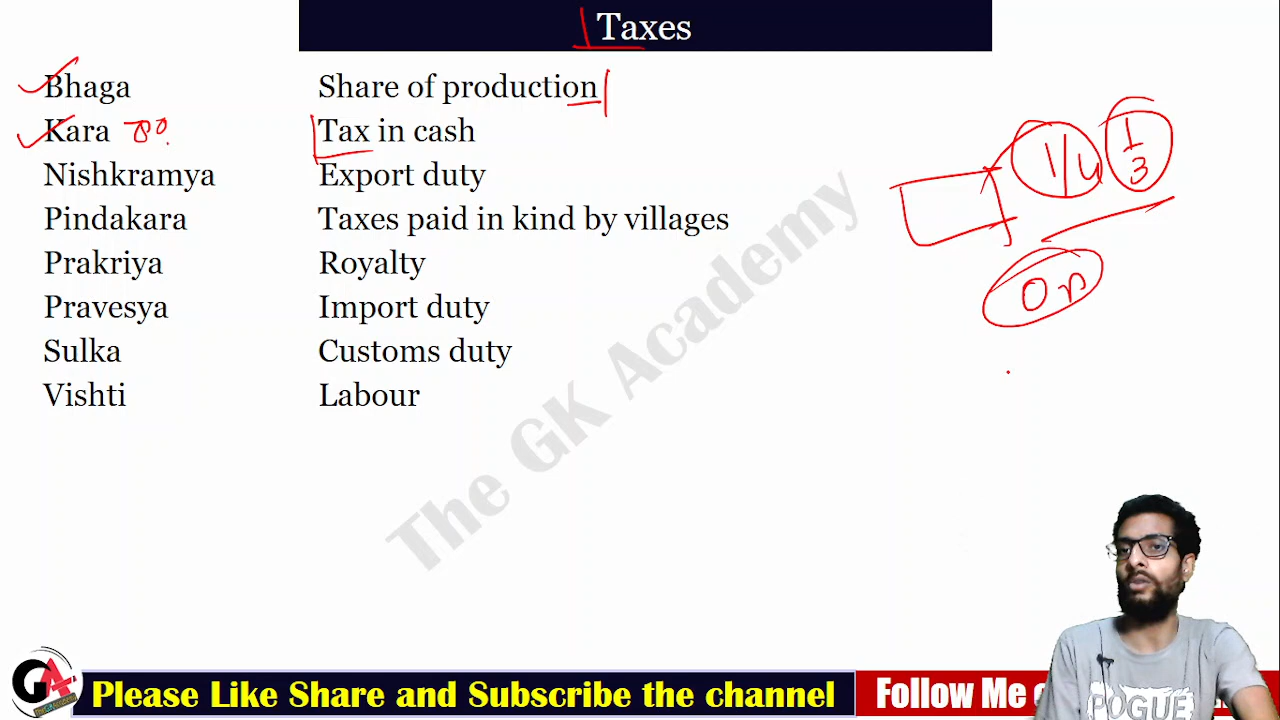 Taxes
Bhaga Share of production
Kara Tax in cash
Nishkramya Export duty
Pindakara Taxes paid in kind by villages
Prakriya Royalty
Pravesya Import duty
Sulka Customs duty
Vishti Labour
1/4 1/3
The GK Academy
GA
Please Like Share and Subscribe the channel
Follow Me
POGUE